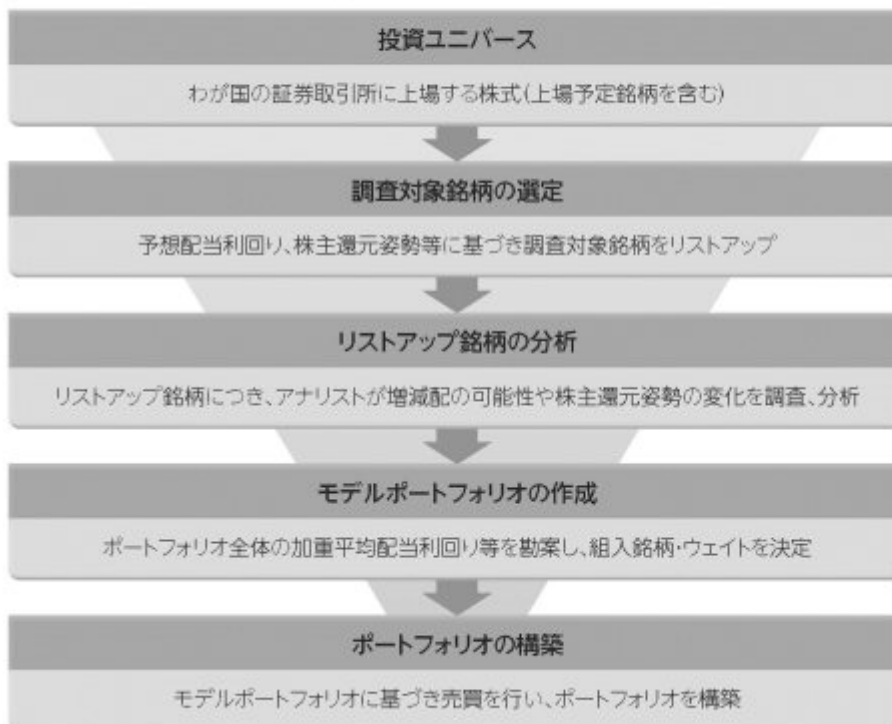 投資ユニバース
わが国の証券取引所に上場する株式(上場予定銘柄を含む)
調査対象銘柄の選定
予想配当利回り、株主還元姿勢等に基づき調査対象銘柄をリストアップ
リストアップ銘柄の分析
リストアップ銘柄につき、アナリストが増減配の可能性や株主還元姿勢の変化を調査、分析
モデルポートフォリオの作成
ポートフォリオ全体の加重平均配当利回り等を勘案し、組入銘柄・ウェイトを決定
ポートフォリオの構築
モデルポートフォリオに基づき売買を行い、ポートフォリオを構築